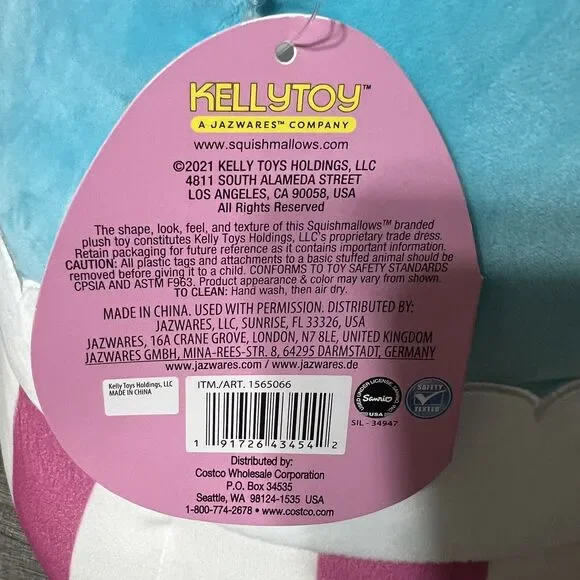 KELLYTOY™
A JAZWARES™ COMPANY
www.squishmallows.com
©2021 KELLY TOYS HOLDINGS, LLC
4811 SOUTH ALAMEDA STREET
LOS ANGELES, CA 90058, USA
All Rights Reserved
The shape, look, feel, and texture of this Squishmallows™ branded
plush toy constitutes Kelly Toys Holdings, LLC's proprietary trade dress.
Retain packaging for future reference as it contains important information.
CAUTION: All plastic tags and attachments to a basic stuffed animal should be
removed before giving it to a child. CONFORMS TO TOY SAFETY STANDARDS
CPSIA AND ASTM F963. Product appearance & color may vary from shown.
TO CLEAN: Hand wash, then air dry.
MADE IN CHINA. USED WITH PERMISSION. DISTRIBUTED BY:
JAZWARES, LLC, SUNRISE, FL 33326, USA
JAZWARES, 16A CRANE GROVE, LONDON, N7 8LE, UNITED KINGDOM
JAZWARES GMBH, MINA-REES-STR. 8, 64295 DARMSTADT, GERMANY
www.jazwares.com / www.jazwares.de
Kelly Toys Holdings, LLC
MADE IN CHINA
ITM./ART. 1565066
1 91726 43454 2
Sanrio
USA
SIL - 34947
SAFETY
TESTED
Distributed by:
Costco Wholesale Corporation
P.O. Box 34535
Seattle, WA 98124-1535 USA
1-800-774-2678 • www.costco.com